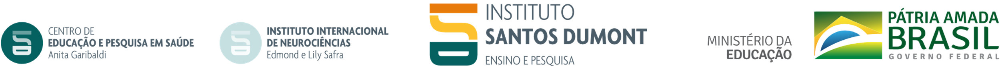 CENTRO DE
EDUCAÇÃO E PESQUISA EM SAÚDE
Anita Garibaldi
INSTITUTO INTERNACIONAL
DE NEUROCIÊNCIAS
Edmond e Lily Safra
INSTITUTO
SANTOS DUMONT
ENSINO E PESQUISA
MINISTÉRIO DA
EDUCAÇÃO
PÁTRIA AMADA
BRASIL
GOVERNO FEDERAL